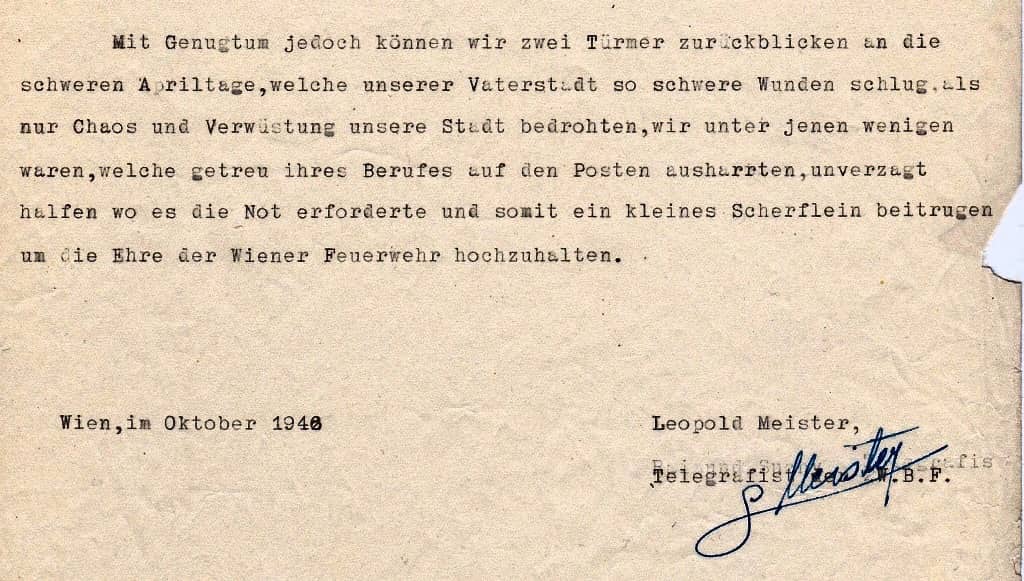 Mit Genugtum jedoch können wir zwei Türmer zurückblicken an die
schweren Apriltage,welche unserer Vaterstadt so schwere Wunden schlug,als
nur Chaos und Verwüstung unsere Stadt bedrohten,wir unter jenen wenigen
waren,welche getreu ihres Berufes auf den Posten ausharrten,unverzagt
halfen wo es die Not erforderte und somit ein kleines Scherflein beitrugen
um die Ehre der Wiener Feuerwehr hochzuhalten.
Wien,im Oktober 1946
Leopold Meister,
Telegrafist W.B.F.
L Meister